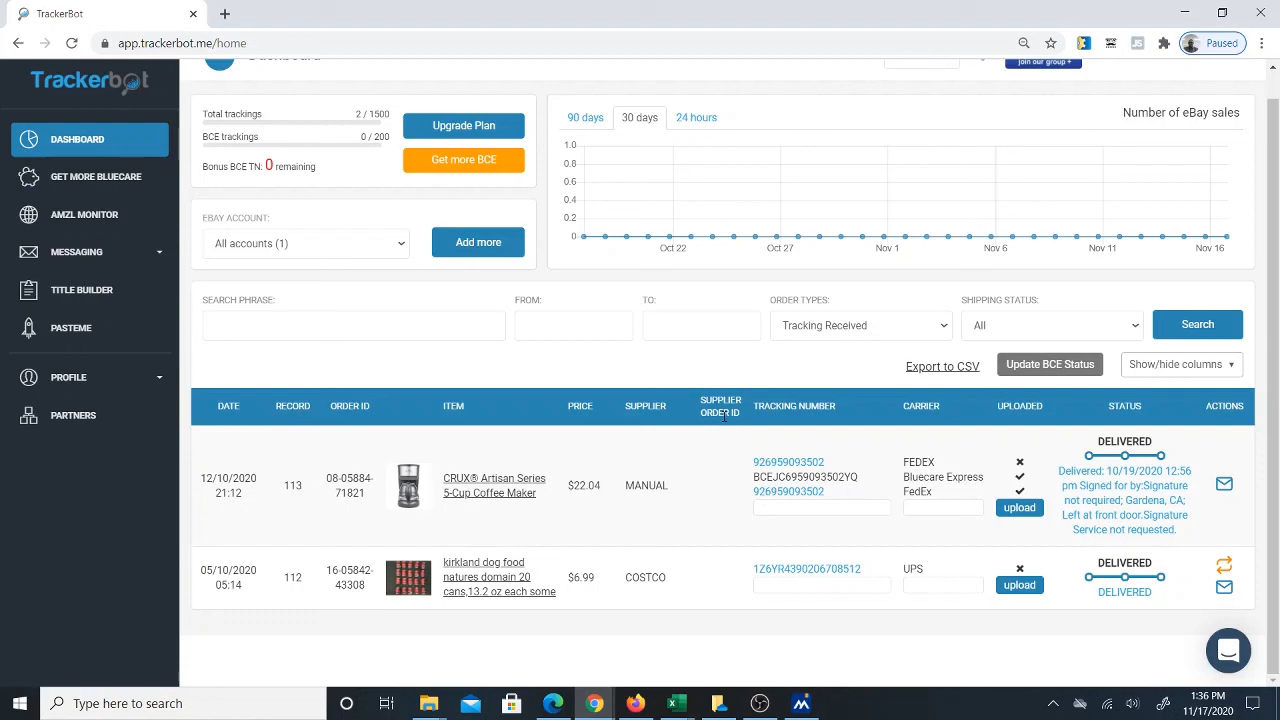 TrackerBot
app.trackerbot.me/home
Paused
Trackerbot
join our group +
DASHBOARD
GET MORE BLUECARE
AMZL MONITOR
MESSAGING
TITLE BUILDER
PASTEME
PROFILE
PARTNERS
Total trackings 2 / 1500
BCE trackings 0 / 200
Bonus BCE TN: 0 remaining
Upgrade Plan
Get more BCE
EBAY ACCOUNT:
All accounts (1)
Add more
90 days 30 days 24 hours
Number of eBay sales
1.0
0.8
0.6
0.4
0.2
0
Oct 22 Oct 27 Nov 1 Nov 6 Nov 11 Nov 16
SEARCH PHRASE: FROM: TO: ORDER TYPES: SHIPPING STATUS:
Tracking Received All Search
Export to CSV Update BCE Status Show/hide columns
DATE RECORD ORDER ID ITEM PRICE SUPPLIER SUPPLIER ORDER ID TRACKING NUMBER CARRIER UPLOADED STATUS ACTIONS
12/10/2020
21:12
113
08-05884-
71821
CRUX® Artisan Series
5-Cup Coffee Maker
$22.04
MANUAL
926959093502
BCEJC6959093502YQ
926959093502
FEDEX
Bluecare Express
FedEx
upload
DELIVERED
Delivered: 10/19/2020 12:56
pm Signed for by:Signature
not required; Gardena, CA;
Left at front door.Signature
Service not requested.
05/10/2020
05:14
112
16-05842-
43308
kirkland dog food
natures domain 20
cans,13.2 oz each some
$6.99
COSTCO
1Z6YR4390206708512
UPS
upload
DELIVERED
DELIVERED
Type here to search
1:36 PM
11/17/2020